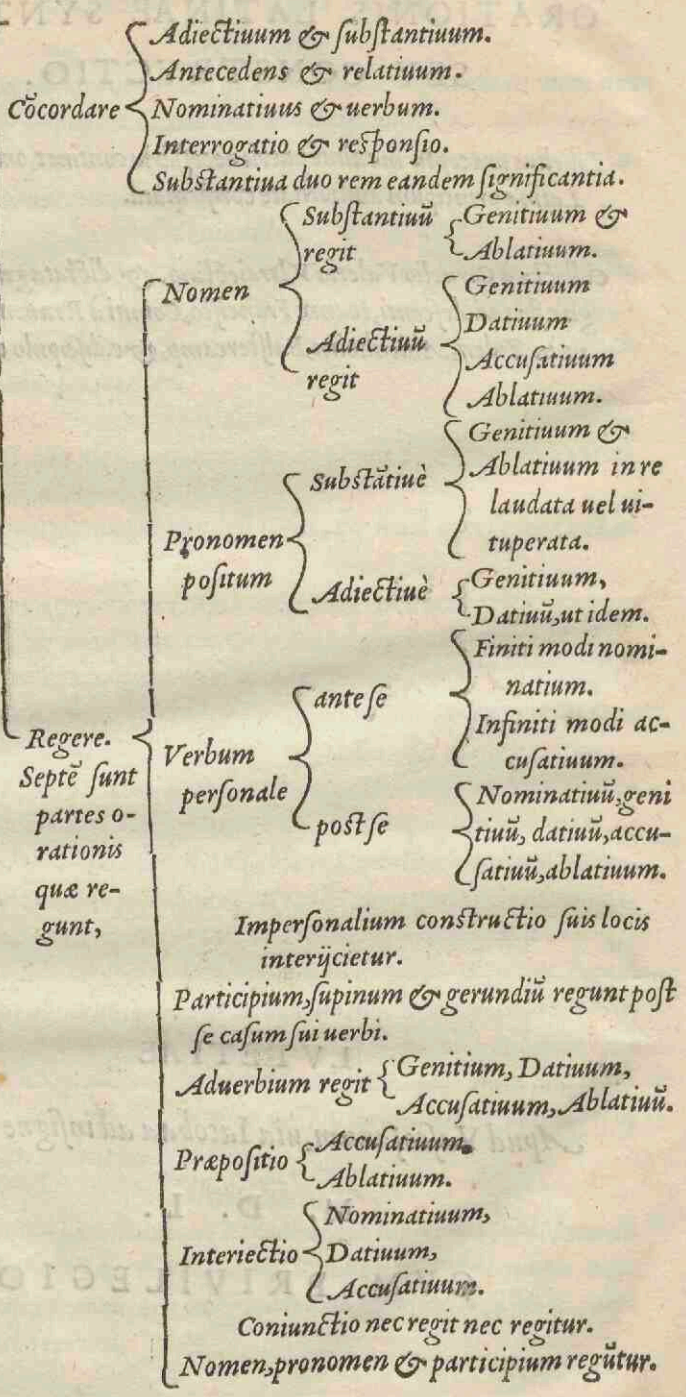 Adiectiuum & substantiuum.
Antecedens & relatiuum.
Cõcordare
Nominatiuus & uerbum.
Interrogatio & responsio.
Substantiua duo rem eandem significantia.
Nomen
Substantiuũ
regit
Genitiuum &
Ablatiuum.
Adiectiuũ
regit
Genitiuum
Datiuum
Accusatiuum
Ablatiuum.
Pronomen
positum
Substãtiuè
Genitiuum &
Ablatiuum in re
laudata uel ui-
tuperata.
Adiectiuè
Genitiuum,
Datiuũ, ut idem.
Regere.
Septẽ sunt
partes o-
rationis
quæ re-
gunt,
Verbum
personale
ante se
Finiti modi nomi-
natium.
Infiniti modi ac-
cusatiuum.
post se
Nominatiuũ, geni
tiuũ, datiuũ, accu-
satiuũ, ablatiuum.
Impersonalium constructio suis locis
interijcietur.
Participium, supinum & gerundiũ regunt post
se casum sui uerbi.
Aduerbium regit
Genitium, Datiuum,
Accusatiuum, Ablatiuũ.
Præpositio
Accusatiuum.
Ablatiuum.
Interiectio
Nominatiuum,
Datiuum,
Accusatiuum.
Coniunctio nec regit nec regitur.
Nomen, pronomen & participium regũtur.